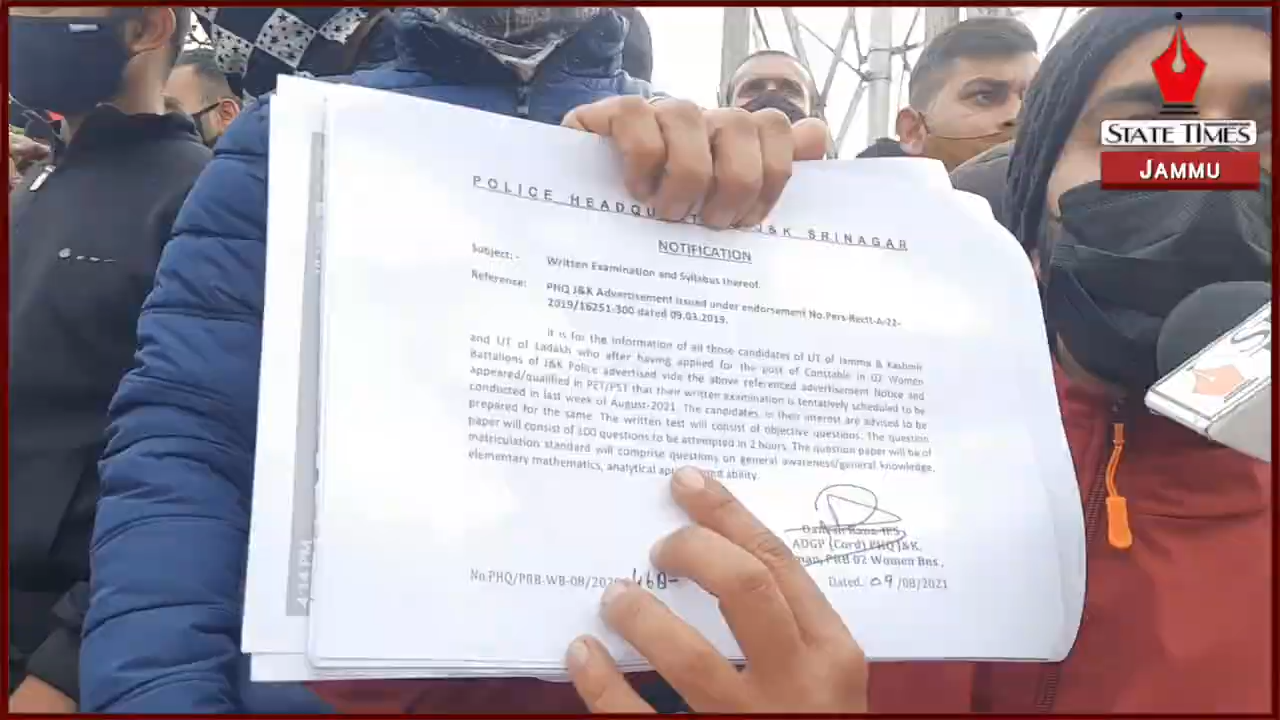 STATE TIMES
JAMMU
POLICE HEADQU J&K SRINAGAR
NOTIFICATION
Subject: - Written Examination and Syllabus thereof.
Reference: PHQ J&K Advertisement issued under endorsement No.Pers-Rectt-A-22-
2019/16251-300 dated 09.03.2019.
It is for the information of all those candidates of UT of Jammu & Kashmir
and UT of Ladakh who after having applied for the post of Constable in 02 Women
Battalions of J&K Police advertised vide the above referenced advertisement Notice and
appeared/qualified in PET/PST that their written examination is tentatively scheduled to be
conducted in last week of August-2021. The candidates, in their interest are advised to be
prepared for the same. The written test will consist of objective questions. The question
paper will consist of 100 questions to be attempted in 2 hours. The question paper will be of
matriculation standard will comprise questions on general awareness/general knowledge,
elementary mathematics, analytical ability.
ADGP (Cord) PHQ J&K,
man, PRB 02 Women Bns.,
No.PHQ/PRB-WB-08/202
Dated. 09/08/2021
4:14 PM